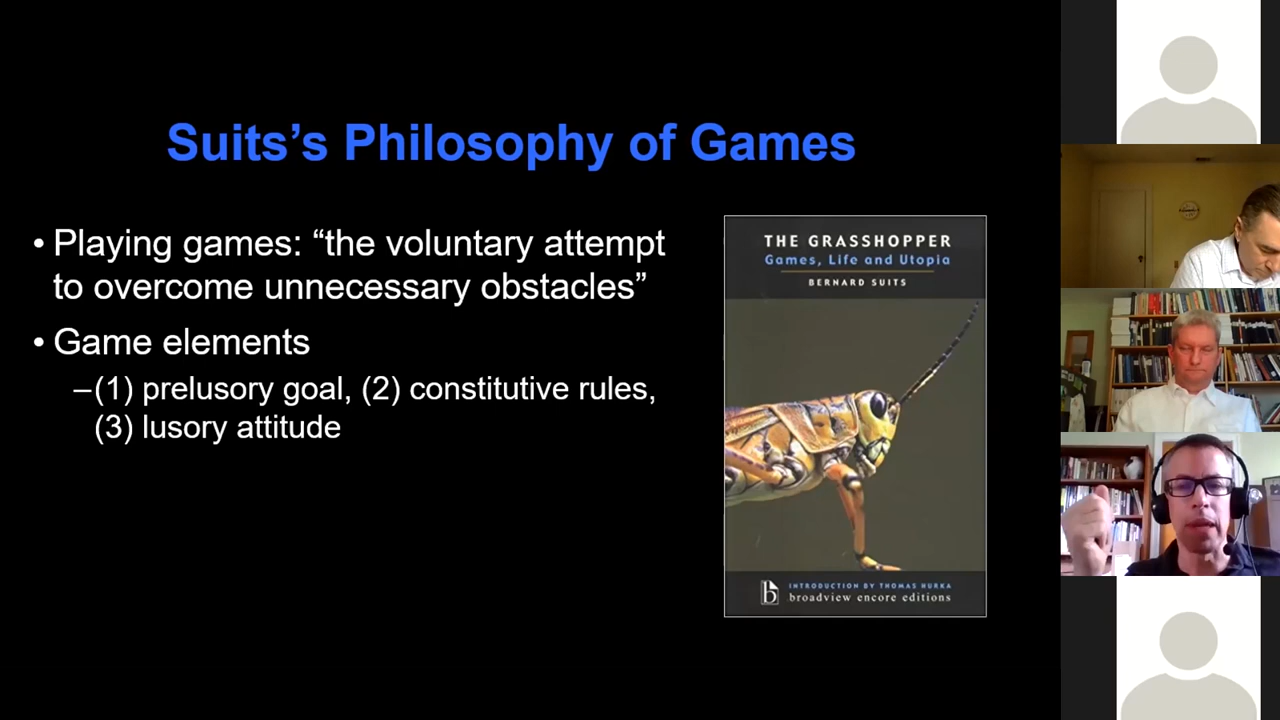 Suits’s Philosophy of Games
• Playing games: “the voluntary attempt
to overcome unnecessary obstacles”
• Game elements
–(1) prelusory goal, (2) constitutive rules,
(3) lusory attitude
THE GRASSHOPPER
Games, Life and Utopia
BERNARD SUITS
b
INTRODUCTION BY THOMAS HURKA
broadview encore editions